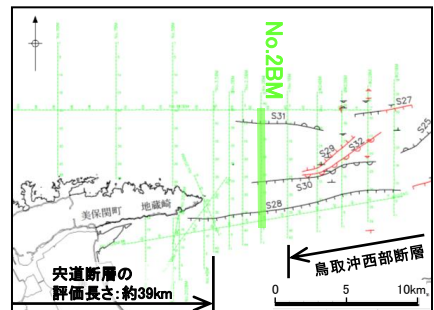 No.2BM
S27
S31
S25
S29
S32
S30
S28
美保関町
地蔵崎
鳥取沖西部断層
宍道断層の
評価長さ:約39km
0 5 10km